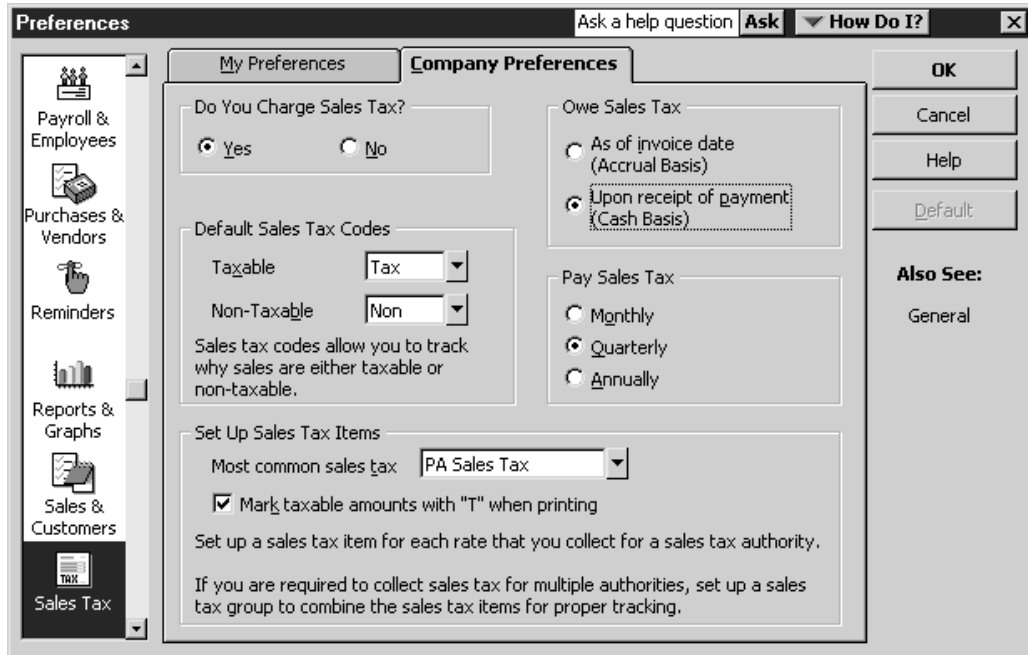 Preferences
Ask a help question Ask How Do I?
Payroll &
Employees
Purchases &
Vendors
Reminders
Reports &
Graphs
Sales &
Customers
TAX
Sales Tax
My Preferences
Company Preferences
Do You Charge Sales Tax?
Yes No
Default Sales Tax Codes
Taxable Tax
Non-Taxable Non
Sales tax codes allow you to track
why sales are either taxable or
non-taxable.
Owe Sales Tax
As of invoice date
(Accrual Basis)
Upon receipt of payment
(Cash Basis)
Pay Sales Tax
Monthly
Quarterly
Annually
Set Up Sales Tax Items
Most common sales tax PA Sales Tax
Mark taxable amounts with "T" when printing
Set up a sales tax item for each rate that you collect for a sales tax authority.
If you are required to collect sales tax for multiple authorities, set up a sales
tax group to combine the sales tax items for proper tracking.
OK
Cancel
Help
Default
Also See:
General